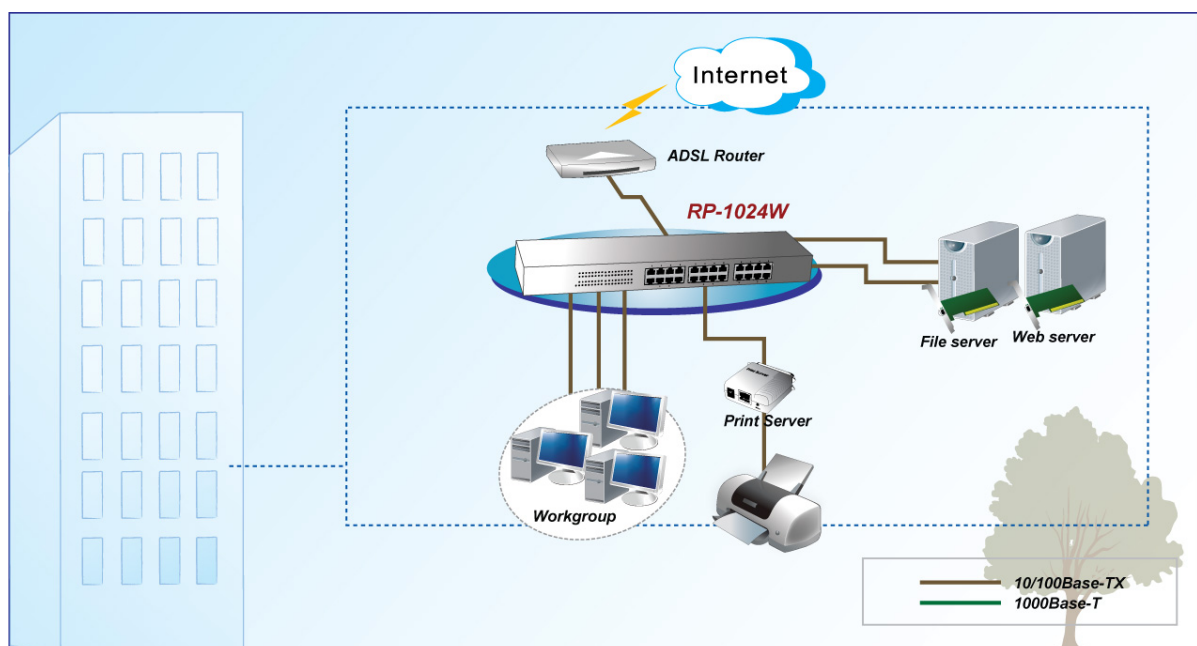 Internet
ADSL Router
RP-1024W
File server
Web server
Print Server
Workgroup
10/100Base-TX
1000Base-T